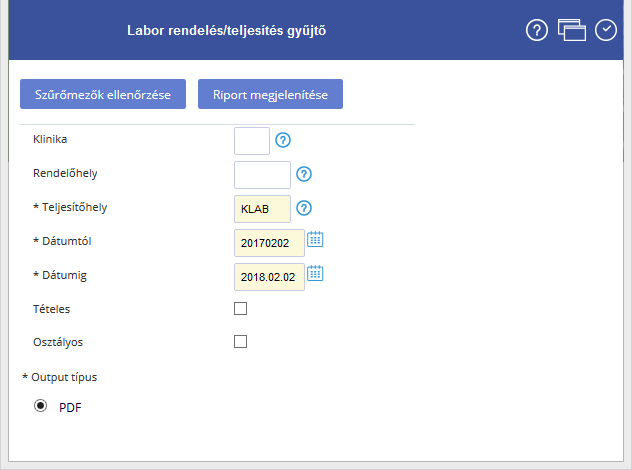 Labor rendelés/teljesítés gyűjtő
Szűrőmezők ellenőrzése Riport megjelenítése
Klinika
Rendelőhely
* Teljesítőhely KLAB
* Dátumtól 20170202
* Dátumig 2018.02.02
Tételes
Osztályos
* Output típus
PDF